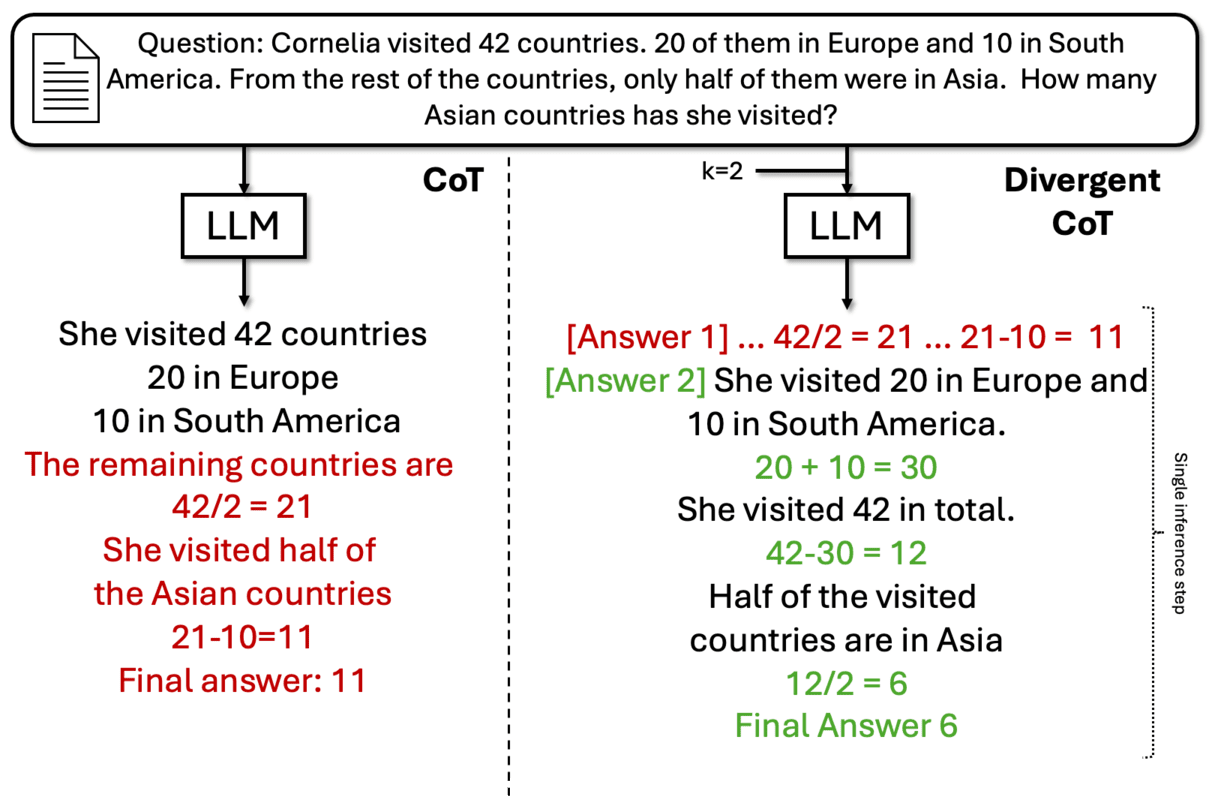 Question: Cornelia visited 42 countries. 20 of them in Europe and 10 in South
America. From the rest of the countries, only half of them were in Asia.  How many
Asian countries has she visited?
CoT
LLM
She visited 42 countries
20 in Europe
10 in South America
The remaining countries are
42/2 = 21
She visited half of
the Asian countries
21-10=11
Final answer: 11
k=2
Divergent
CoT
LLM
[Answer 1] ... 42/2 = 21 ... 21-10 =  11
[Answer 2] She visited 20 in Europe and
10 in South America.
20 + 10 = 30
She visited 42 in total.
42-30 = 12
Half of the visited
countries are in Asia
12/2 = 6
Final Answer 6
Single inference step